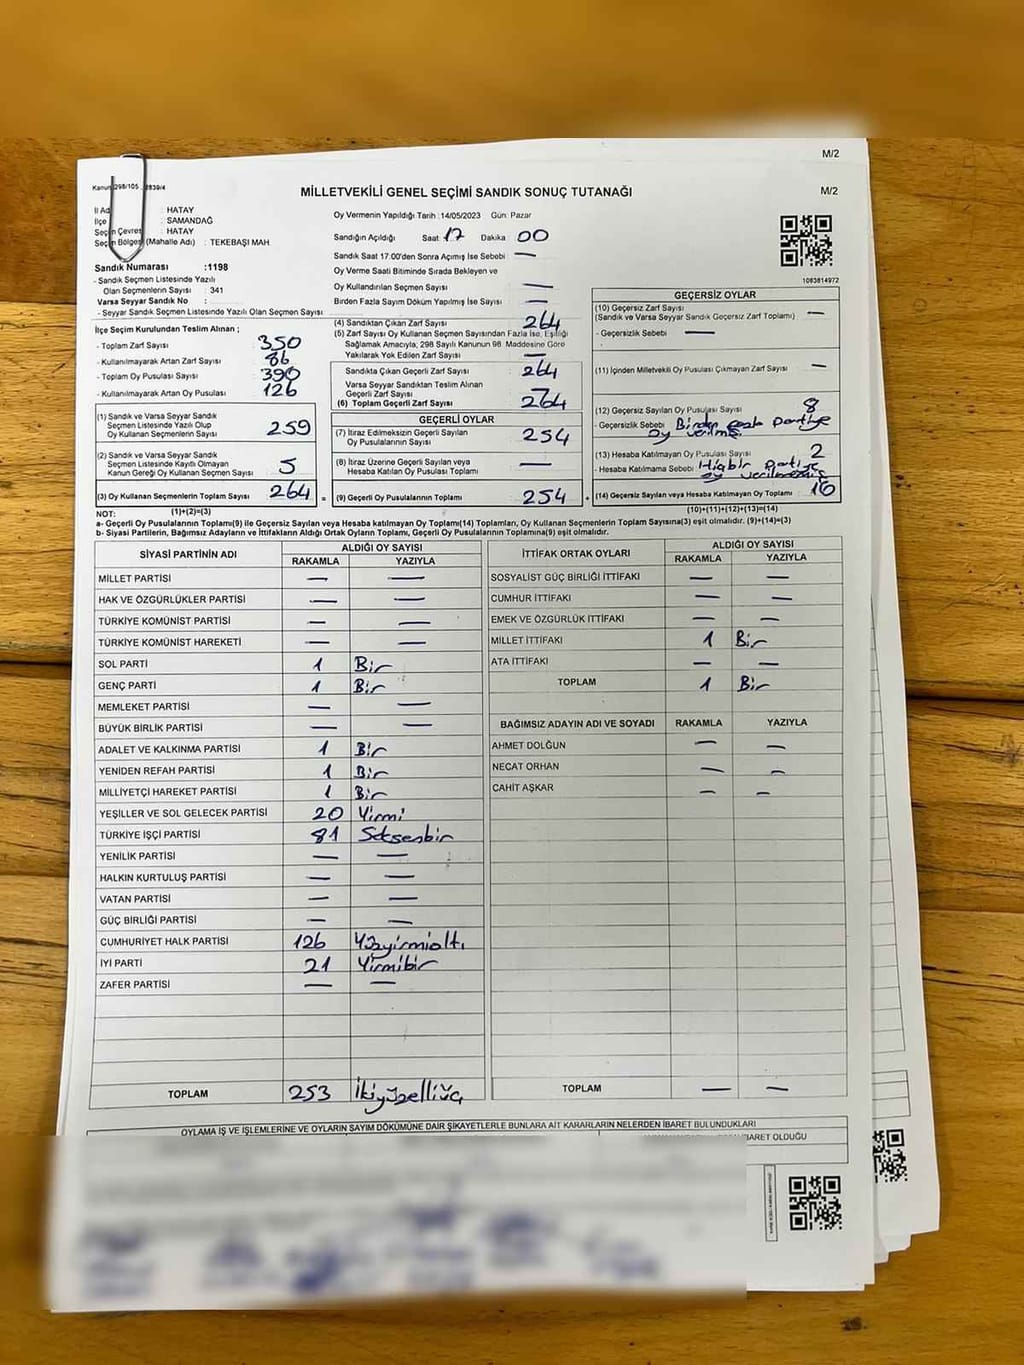 M/2
Kanun 298/105 2839/4
MİLLETVEKİLİ GENEL SEÇİMİ SANDIK SONUÇ TUTANAĞI
M/2
İl Ad : HATAY
İlçe : SAMANDAĞ
Seçim Çevre : HATAY
Seçim Bölgesi (Mahalle Adı) : TEKEBAŞI MAH.
Sandık Numarası :1198
- Sandık Seçmen Listesinde Yazılı
Olan Seçmenlerin Sayısı : 341
Varsa Seyyar Sandık No :
- Seyyar Sandık Seçmen Listesinde Yazılı Olan Seçmen Sayısı
İlçe Seçim Kurulundan Teslim Alınan ;
- Toplam Zarf Sayısı : 350
- Kullanılmayarak Artan Zarf Sayısı : 86
- Toplam Oy Pusulası Sayısı : 390
- Kullanılmayarak Artan Oy Pusulası : 126
(1) Sandık ve Varsa Seyyar Sandık
Seçmen Listesinde Yazılı Olup
Oy Kullanan Seçmenlerin Sayısı 259
(2) Sandık ve Varsa Seyyar Sandık
Seçmen Listesinde Kayıtlı Olmayan
Kanun Gereği Oy Kullanan Seçmen Sayısı 5
(3) Oy Kullanan Seçmenlerin Toplam Sayısı 264 =
Oy Vermenin Yapıldığı Tarih :14/05/2023 Gün: Pazar
Sandığın Açıldığı Saat: 17 Dakika: 00
Sandık Saat 17:00'den Sonra Açımış İse Sebebi —
Oy Verme Saati Bitiminde Sırada Bekleyen ve
Oy Kullandırılan Seçmen Sayısı —
Birden Fazla Sayım Döküm Yapılmış İse Sayısı —
(4) Sandıktan Çıkan Zarf Sayısı 264
(5) Zarf Sayısı Oy Kullanan Seçmen Sayısından Fazla İse, Eşitliği
Sağlamak Amacıyla; 298 Sayılı Kanunun 98. Maddesine Göre
Yakılarak Yok Edilen Zarf Sayısı —
Sandıkta Çıkan Geçerli Zarf Sayısı 264
Varsa Seyyar Sandıktan Teslim Alınan
Geçerli Zarf Sayısı —
(6) Toplam Geçerli Zarf Sayısı 264
GEÇERLİ OYLAR
(7) İtiraz Edilmeksizin Geçerli Sayılan
Oy Pusulalarının Sayısı 254
(8) İtiraz Üzerine Geçerli Sayılan veya
Hesaba Katılan Oy Pusulası Toplamı —
(9) Geçerli Oy Pusulalarının Toplamı 254 +
1083814972
GEÇERSİZ OYLAR
(10) Geçersiz Zarf Sayısı
(Sandık ve Varsa Seyyar Sandık Geçersiz Zarf Toplamı) —
- Geçersizlik Sebebi : —
(11) İçinden Milletvekili Oy Pusulası Çıkmayan Zarf Sayısı —
(12) Geçersiz Sayılan Oy Pusulası Sayısı 8
- Geçersizlik Sebebi : Birden fazla partiye
oy verilme
(13) Hesaba Katılmayan Oy Pusulası Sayısı 2
- Hesaba Katılmama Sebebi : Hiçbir partiye
oy verilmemiş
(14) Geçersiz Sayılan veya Hesaba Katılmayan Oy Toplamı 10
NOT: (1)+(2)=(3) (10)+(11)+(12)+(13)=(14)
a- Geçerli Oy Pusulalarının Toplamı(9) ile Geçersiz Sayılan veya Hesaba katılmayan Oy Toplamı(14) Toplamları, Oy Kullanan Seçmenlerin Toplam Sayısına(3) eşit olmalıdır. (9)+(14)=(3)
b- Siyasi Partilerin, Bağımsız Adayların ve İttifakların Aldığı Oyların Toplamı, Geçerli Oy Pusulalarının Toplamına(9) eşit olmalıdır.
SİYASİ PARTİNİN ADI ALDIĞI OY SAYISI
RAKAMLA YAZIYLA
MİLLET PARTİSİ — —
HAK VE ÖZGÜRLÜKLER PARTİSİ — —
TÜRKİYE KOMÜNİST PARTİSİ — —
TÜRKİYE KOMÜNİST HAREKETİ — —
SOL PARTİ 1 Bir
GENÇ PARTİ 1 Bir
MEMLEKET PARTİSİ — —
BÜYÜK BİRLİK PARTİSİ — —
ADALET VE KALKINMA PARTİSİ 1 Bir
YENİDEN REFAH PARTİSİ 1 Bir
MİLLİYETÇİ HAREKET PARTİSİ 1 Bir
YEŞİLLER VE SOL GELECEK PARTİSİ 20 Yirmi
TÜRKİYE İŞÇİ PARTİSİ 81 Seksenbir
YENİLİK PARTİSİ — —
HALKIN KURTULUŞ PARTİSİ — —
VATAN PARTİSİ — —
GÜÇ BİRLİĞİ PARTİSİ — —
CUMHURİYET HALK PARTİSİ 126 Yüzyirmialtı
İYİ PARTİ 21 Yirmibir
ZAFER PARTİSİ — —
TOPLAM 253 İkiyüzelliüç
İTTİFAK ORTAK OYLARI ALDIĞI OY SAYISI
RAKAMLA YAZIYLA
SOSYALİST GÜÇ BİRLİĞİ İTTİFAKI — —
CUMHUR İTTİFAKI — —
EMEK VE ÖZGÜRLÜK İTTİFAKI — —
MİLLET İTTİFAKI 1 Bir
ATA İTTİFAKI — —
TOPLAM 1 Bir
BAĞIMSIZ ADAYIN ADI VE SOYADI RAKAMLA YAZIYLA
AHMET DOLĞUN — —
NECAT ORHAN — —
CAHİT AŞKAR — —
TOPLAM — —
OYLAMA İŞ VE İŞLEMLERİNE VE OYLARIN SAYIM DÖKÜMÜNE DAİR ŞİKAYETLERLE BUNLARA AİT KARARLARIN NELERDEN İBARET BULUNDUKLARI
İBARET OLDUĞU
M/2